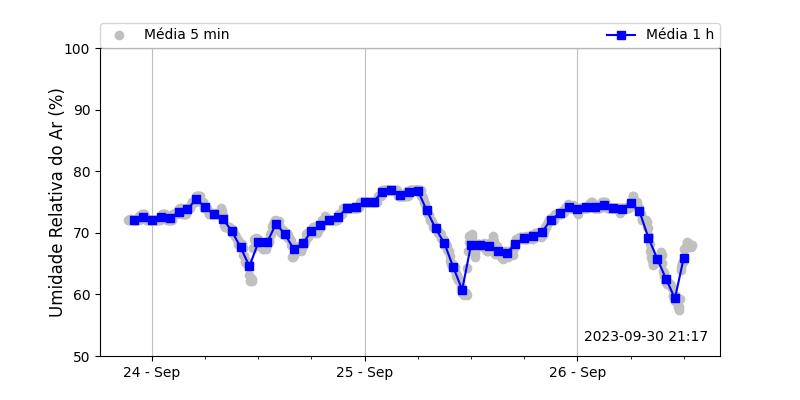 Média 5 min
Média 1 h
Umidade Relativa do Ar (%)
100
90
80
70
60
50
2023-09-30 21:17
24 - Sep
25 - Sep
26 - Sep